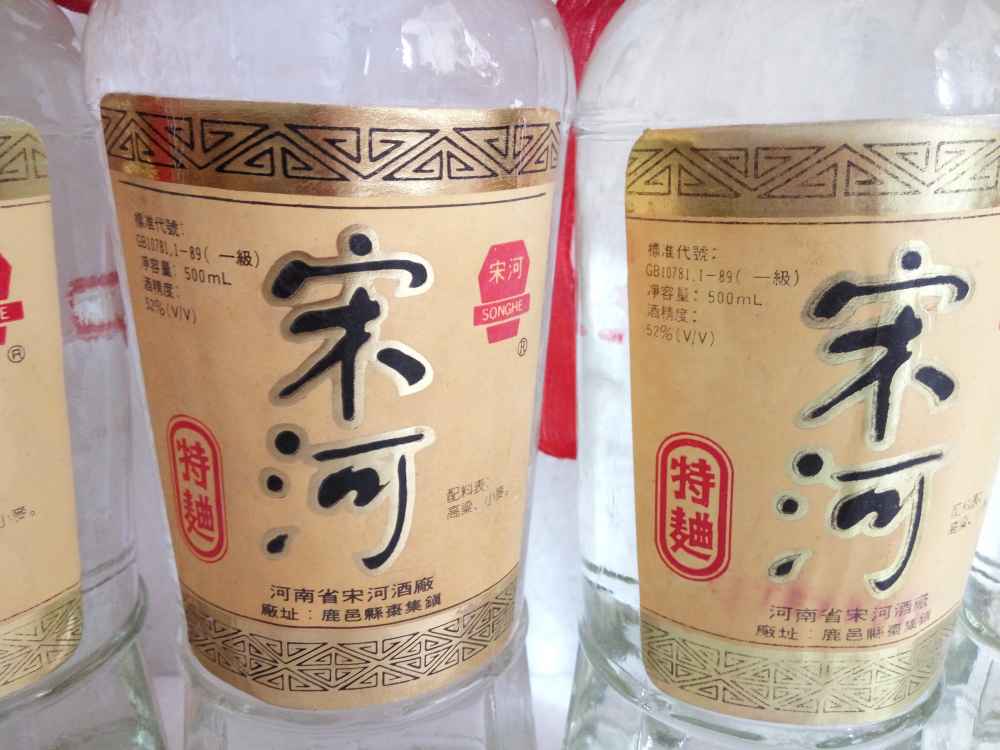 E
®
小麥。
標准代號:
GB10781.1-89(一級)
淨容量: 500mL
酒精度:
52%(V/V)
宋河
宋河
SONGHE
®
特麯
配料表:
高粱、小麥。
河南省宋河酒廠
廠址:鹿邑縣棗集鎮
標准代號:
GB10781.1-89(一級)
淨容量: 500mL
酒精度:
52%(V/V)
宋河
特麯
河南省宋河酒廠
廠址:鹿邑縣棗集鎮